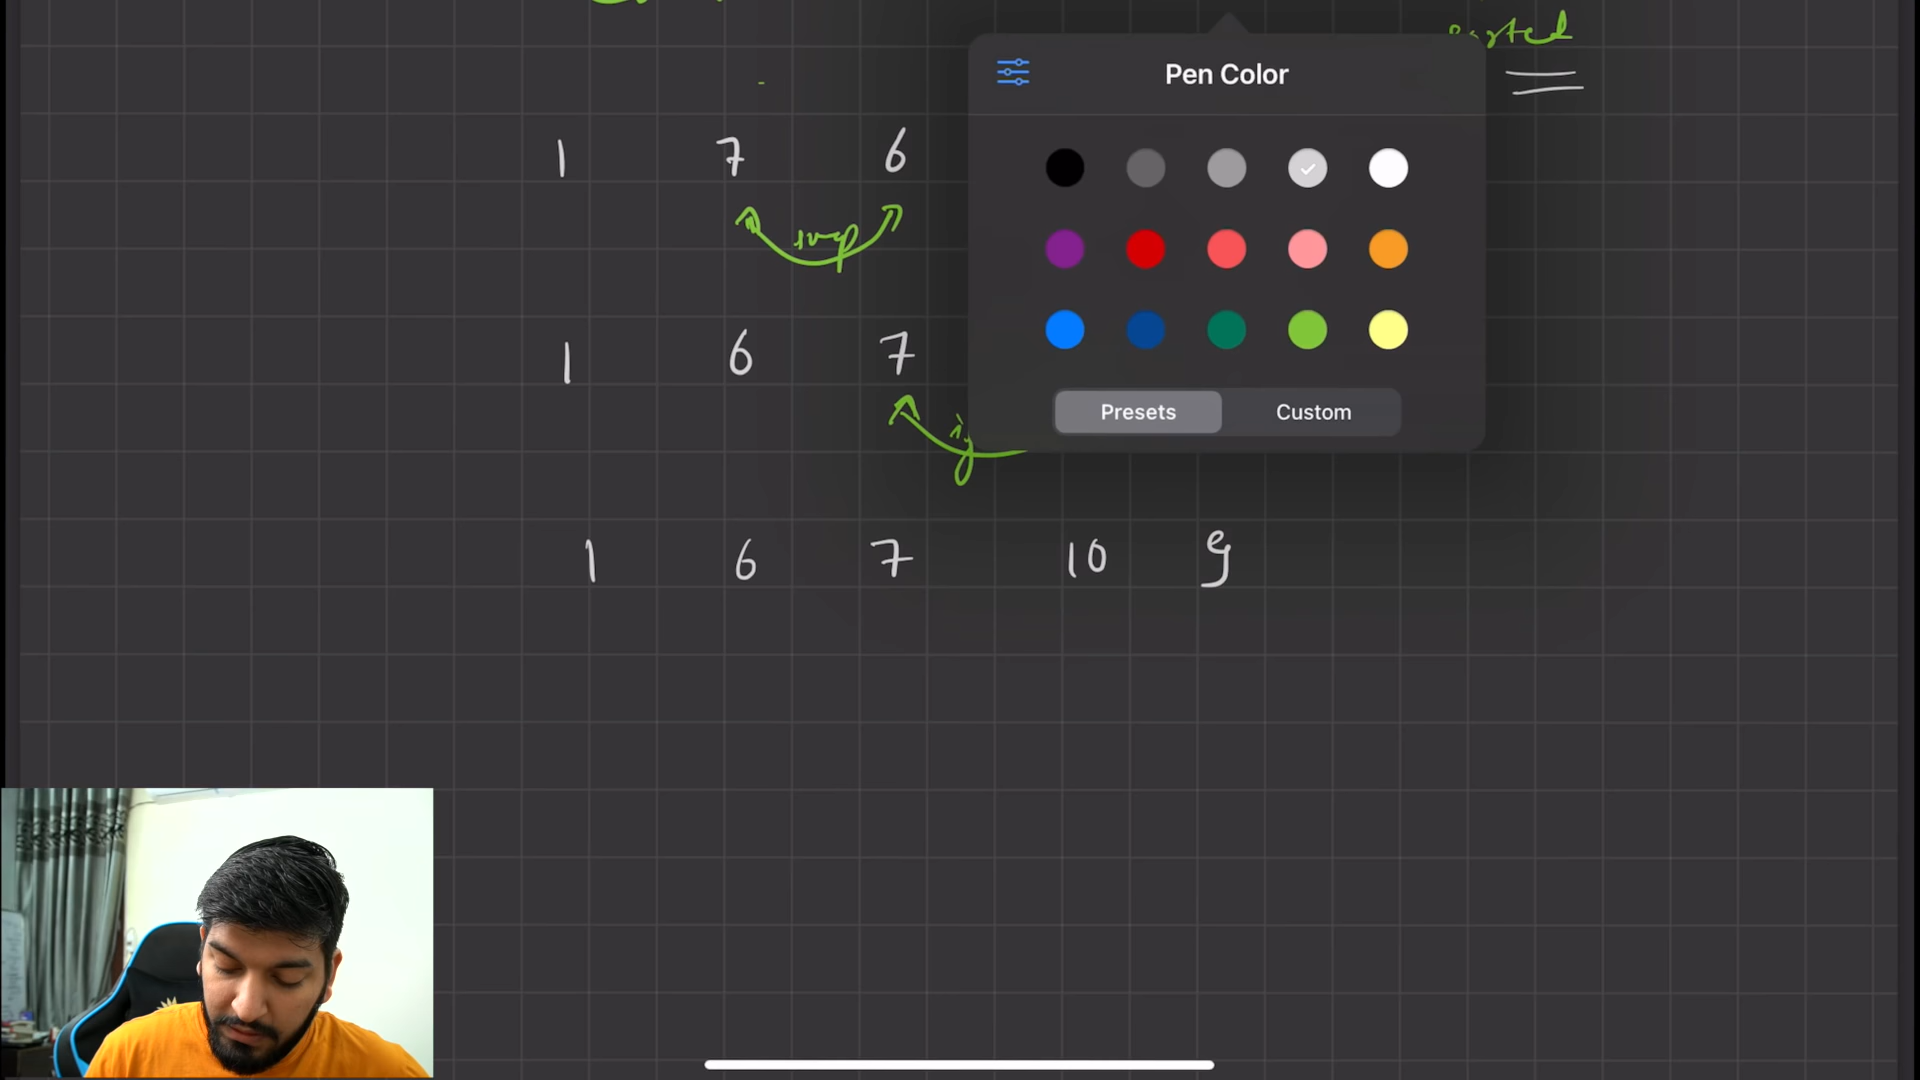 sorted
Pen Color
1 7 6
swap
1 6 7
Presets Custom
1 6 7 10 9